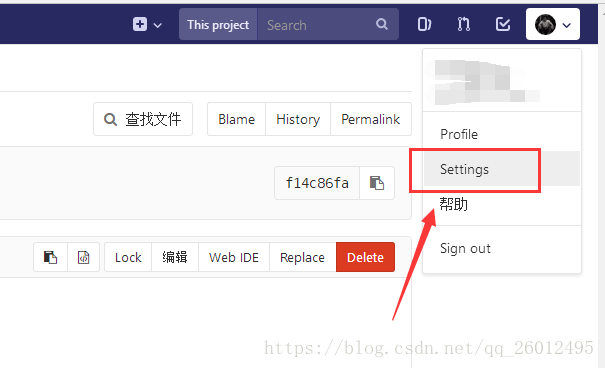 This project Search
查找文件 Blame History Permalink
Profile
Settings
f14c86fa
帮助
Lock 编辑 Web IDE Replace Delete
Sign out
https://blog.csdn.net/qq_26012495